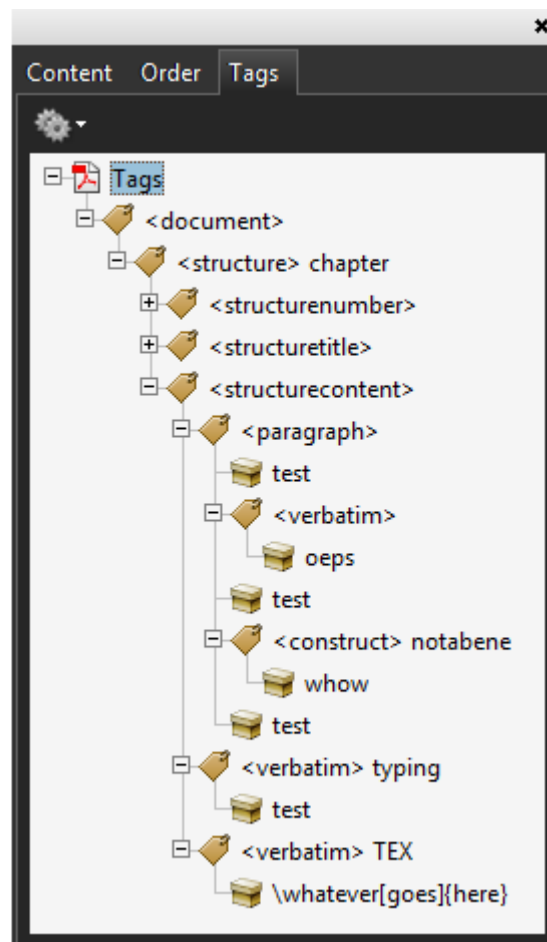 Content Order Tags
Tags
<document>
<structure> chapter
<structurenumber>
<structuretitle>
<structurecontent>
<paragraph>
test
<verbatim>
oeps
test
<construct> notabene
whow
test
<verbatim> typing
test
<verbatim> TEX
\whatever[goes]{here}